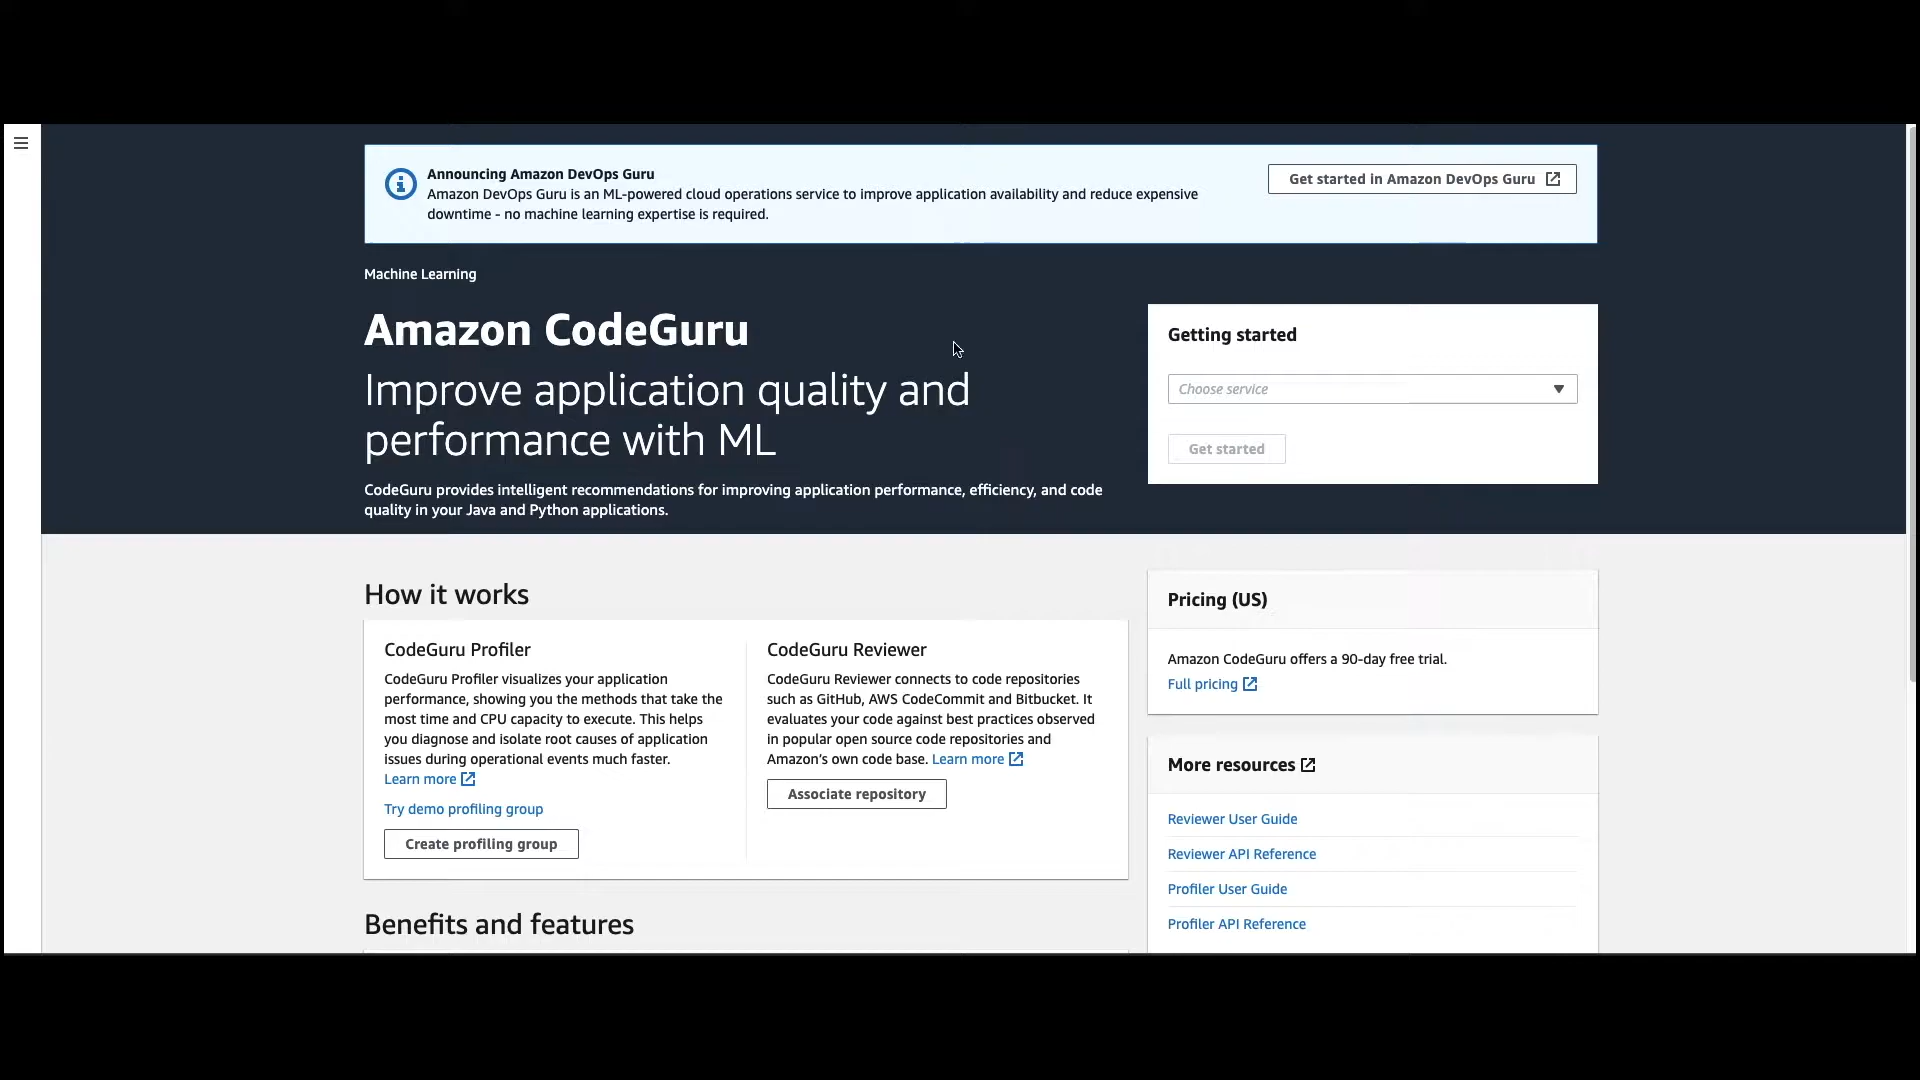 Announcing Amazon DevOps Guru
Amazon DevOps Guru is an ML-powered cloud operations service to improve application availability and reduce expensive
downtime - no machine learning expertise is required.
Get started in Amazon DevOps Guru
Machine Learning
Amazon CodeGuru
Improve application quality and
performance with ML
CodeGuru provides intelligent recommendations for improving application performance, efficiency, and code
quality in your Java and Python applications.
Getting started
Choose service
Get started
How it works
CodeGuru Profiler
CodeGuru Profiler visualizes your application
performance, showing you the methods that take the
most time and CPU capacity to execute. This helps
you diagnose and isolate root causes of application
issues during operational events much faster.
Learn more
Try demo profiling group
Create profiling group
CodeGuru Reviewer
CodeGuru Reviewer connects to code repositories
such as GitHub, AWS CodeCommit and Bitbucket. It
evaluates your code against best practices observed
in popular open source code repositories and
Amazon's own code base. Learn more
Associate repository
Benefits and features
Pricing (US)
Amazon CodeGuru offers a 90-day free trial.
Full pricing
More resources
Reviewer User Guide
Reviewer API Reference
Profiler User Guide
Profiler API Reference